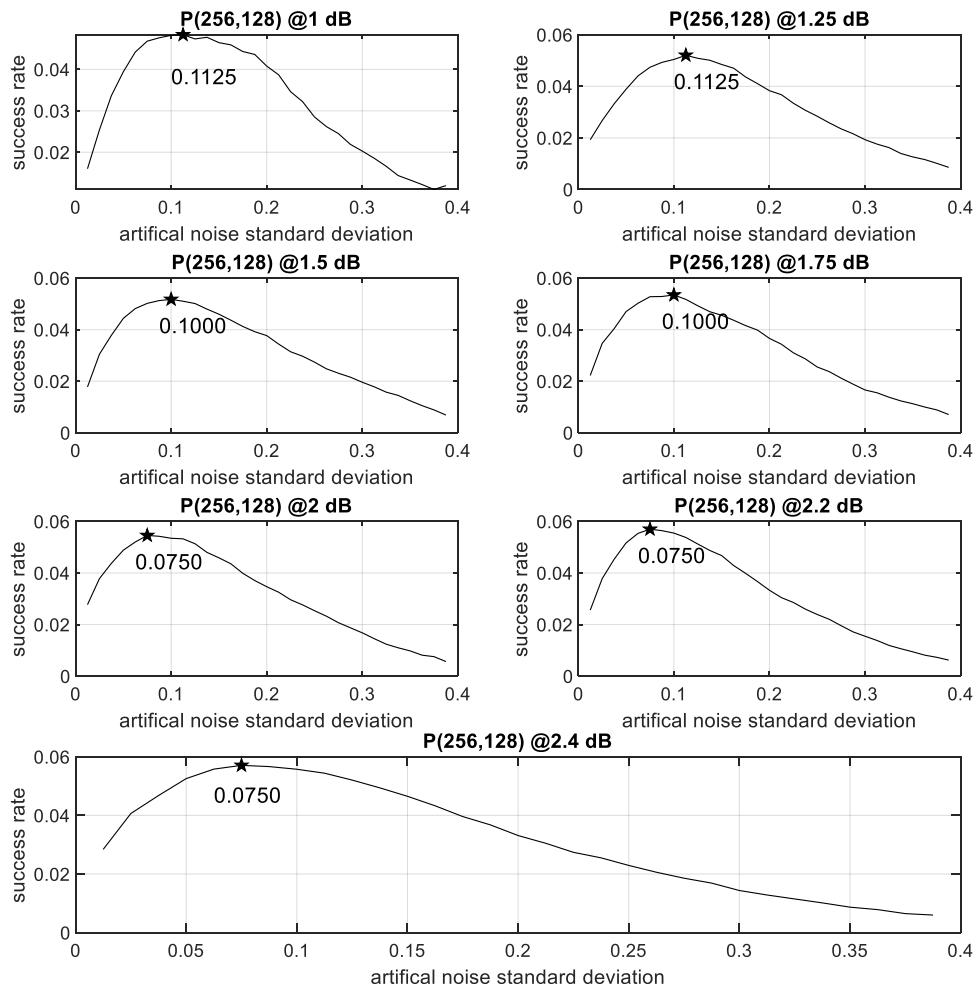 P(256,128) @1 dB
success rate
0.04
0.03
0.02
0.1125
0 0.1 0.2 0.3 0.4
artifical noise standard deviation
P(256,128) @1.25 dB
success rate
0.06
0.04
0.02
0
0.1125
0 0.1 0.2 0.3 0.4
artifical noise standard deviation
P(256,128) @1.5 dB
success rate
0.06
0.04
0.02
0
0.1000
0 0.1 0.2 0.3 0.4
artifical noise standard deviation
P(256,128) @1.75 dB
success rate
0.06
0.04
0.02
0
0.1000
0 0.1 0.2 0.3 0.4
artifical noise standard deviation
P(256,128) @2 dB
success rate
0.06
0.04
0.02
0
0.0750
0 0.1 0.2 0.3 0.4
artifical noise standard deviation
P(256,128) @2.2 dB
success rate
0.06
0.04
0.02
0
0.0750
0 0.1 0.2 0.3 0.4
artifical noise standard deviation
P(256,128) @2.4 dB
success rate
0.06
0.04
0.02
0
0.0750
0 0.05 0.1 0.15 0.2 0.25 0.3 0.35 0.4
artifical noise standard deviation